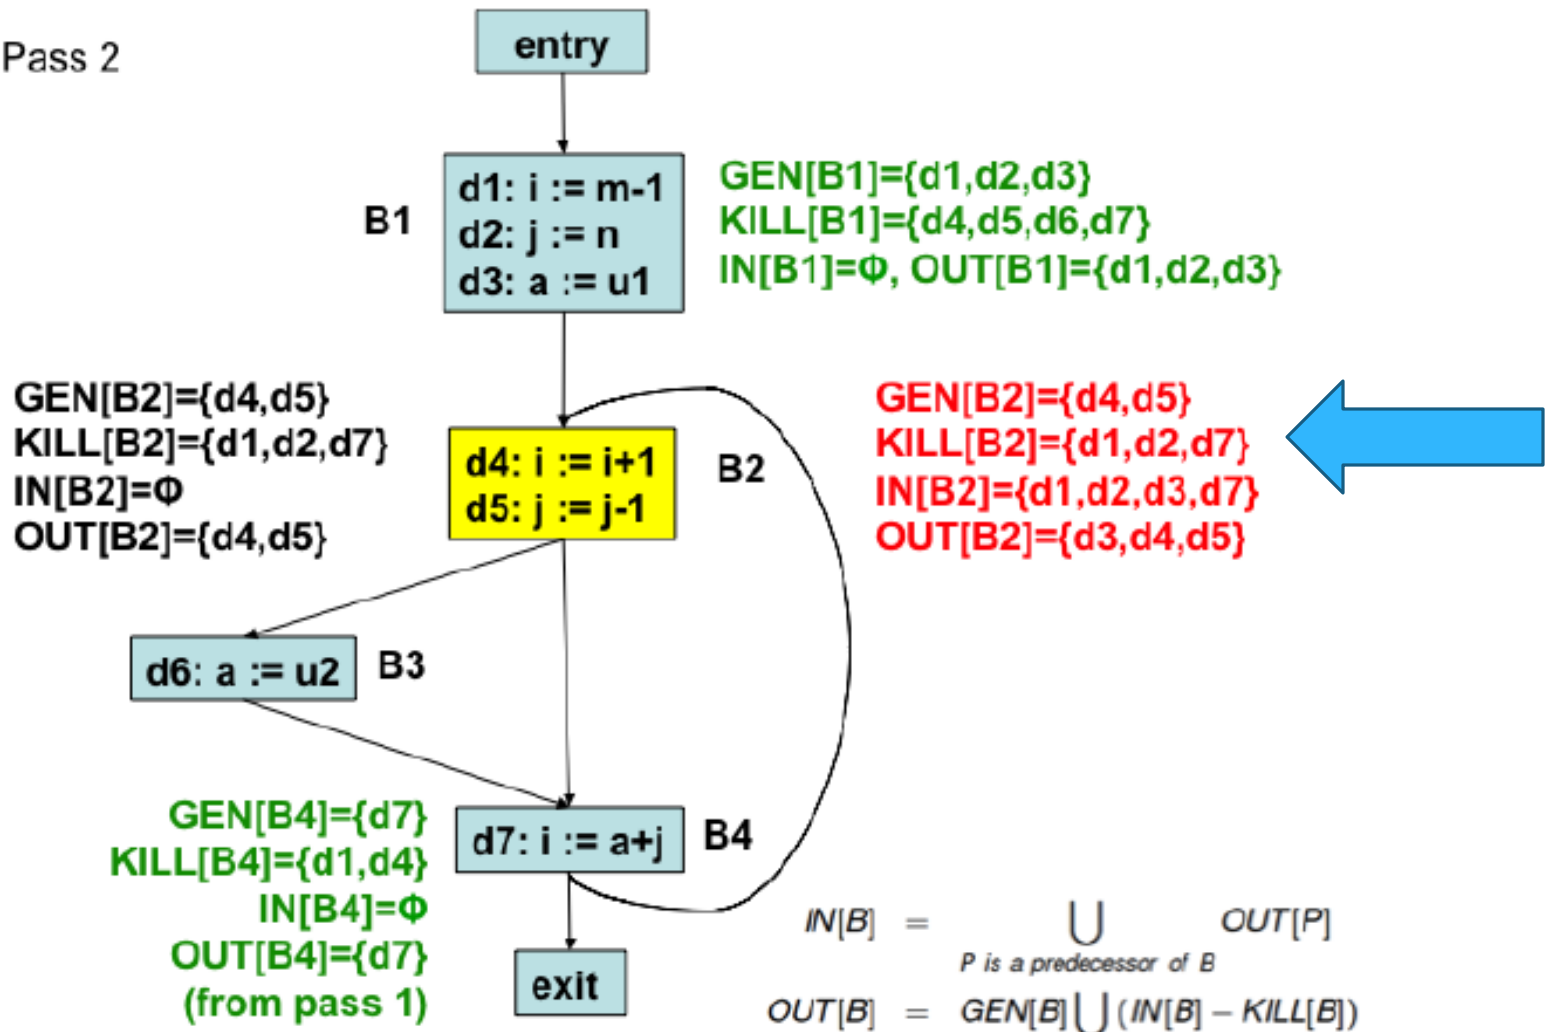 Pass 2
entry
B1
d1: i := m-1
d2: j := n
d3: a := u1
GEN[B1]={d1,d2,d3}
KILL[B1]={d4,d5,d6,d7}
IN[B1]=Φ, OUT[B1]={d1,d2,d3}
GEN[B2]={d4,d5}
KILL[B2]={d1,d2,d7}
IN[B2]=Φ
OUT[B2]={d4,d5}
d4: i := i+1
d5: j := j-1
B2
GEN[B2]={d4,d5}
KILL[B2]={d1,d2,d7}
IN[B2]={d1,d2,d3,d7}
OUT[B2]={d3,d4,d5}
d6: a := u2
B3
GEN[B4]={d7}
KILL[B4]={d1,d4}
IN[B4]=Φ
OUT[B4]={d7}
(from pass 1)
d7: i := a+j
B4
exit
IN[B] = ⋃ OUT[P]
P is a predecessor of B
OUT[B] = GEN[B] ⋃ (IN[B] − KILL[B])